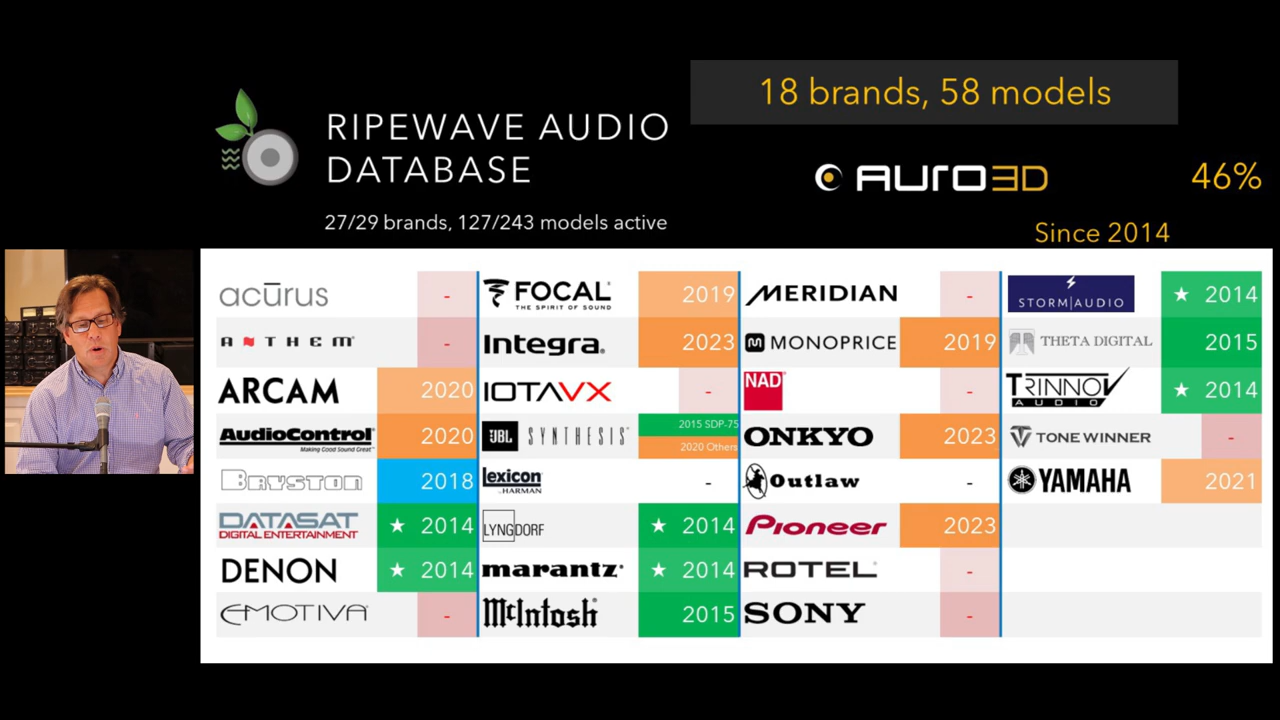 18 brands, 58 models
RIPEWAVE AUDIO
DATABASE
AURO3D
46%
27/29 brands, 127/243 models active
Since 2014
acūrus -
ANTHEM -
ARCAM 2020
AudioControl® 2020
Making Good Sound Great™
BRYSTON 2018
DATASAT ★ 2014
DIGITAL ENTERTAINMENT
DENON ★ 2014
EMOTIVA® -
FOCAL® 2019
THE SPIRIT OF SOUND
Integra® 2023
IOTAVX -
JBL SYNTHESIS® 2015 SDP-75
2020 Others
lexicon® -
BY HARMAN
LYNGDORF ★ 2014
marantz® ★ 2014
McIntosh® 2015
MERIDIAN -
MONOPRICE 2019
NAD® -
ONKYO 2023
Outlaw -
Pioneer 2023
ROTEL® -
SONY -
STORM|AUDIO ★ 2014
THETA DIGITAL 2015
TRINNOV ★ 2014
AUDIO
TONE WINNER -
YAMAHA 2021